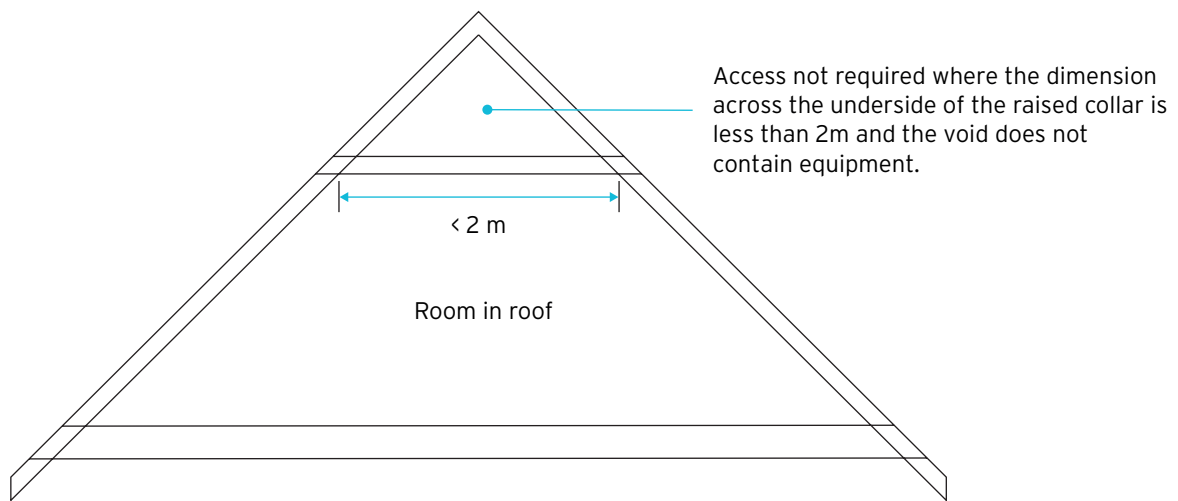 Access not required where the dimension
across the underside of the raised collar is
less than 2m and the void does not
contain equipment.
< 2 m
Room in roof